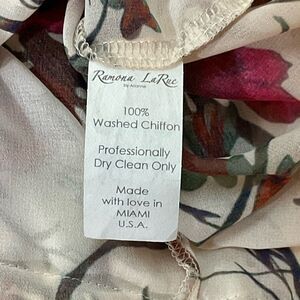 Ramona LaRue
by Arianne
100%
Washed Chiffon
Professionally
Dry Clean Only
Made
with love in
MIAMI
U.S.A.